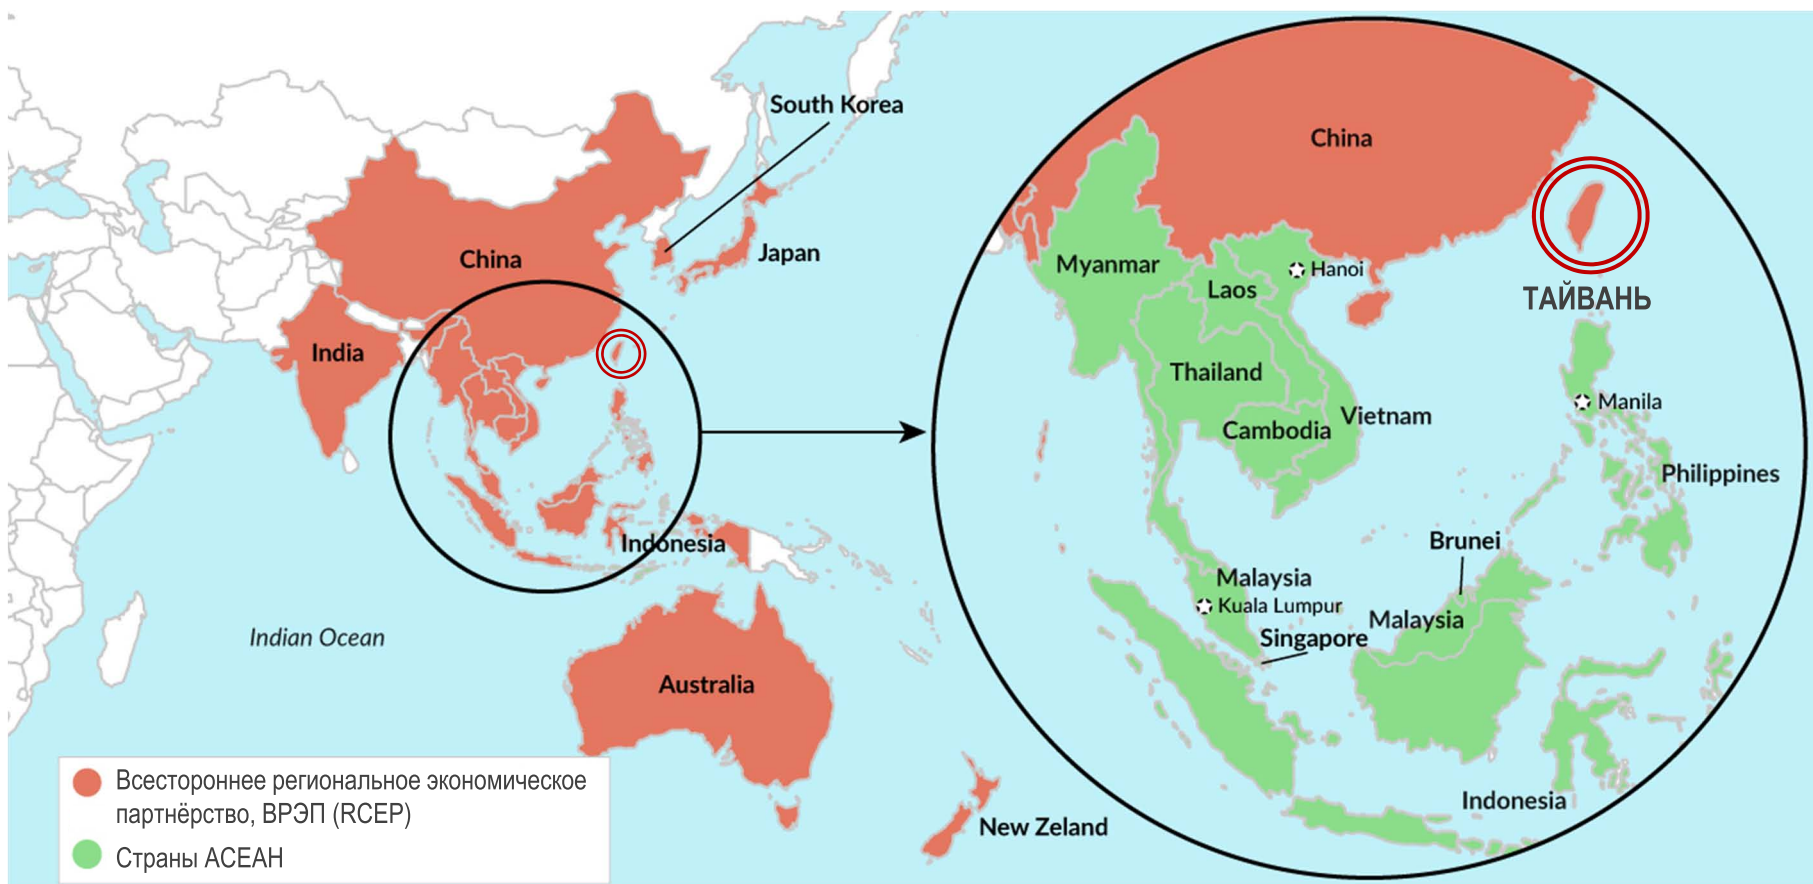 South Korea
China
Japan
India
Indonesia
Indian Ocean
Australia
New Zeland
China
ТАЙВАНЬ
Myanmar
Hanoi
Laos
Thailand
Vietnam
Cambodia
Manila
Philippines
Brunei
Malaysia
Kuala Lumpur
Malaysia
Singapore
Indonesia
Всестороннее региональное экономическое
партнёрство, ВРЭП (RCEP)
Страны АСЕАН